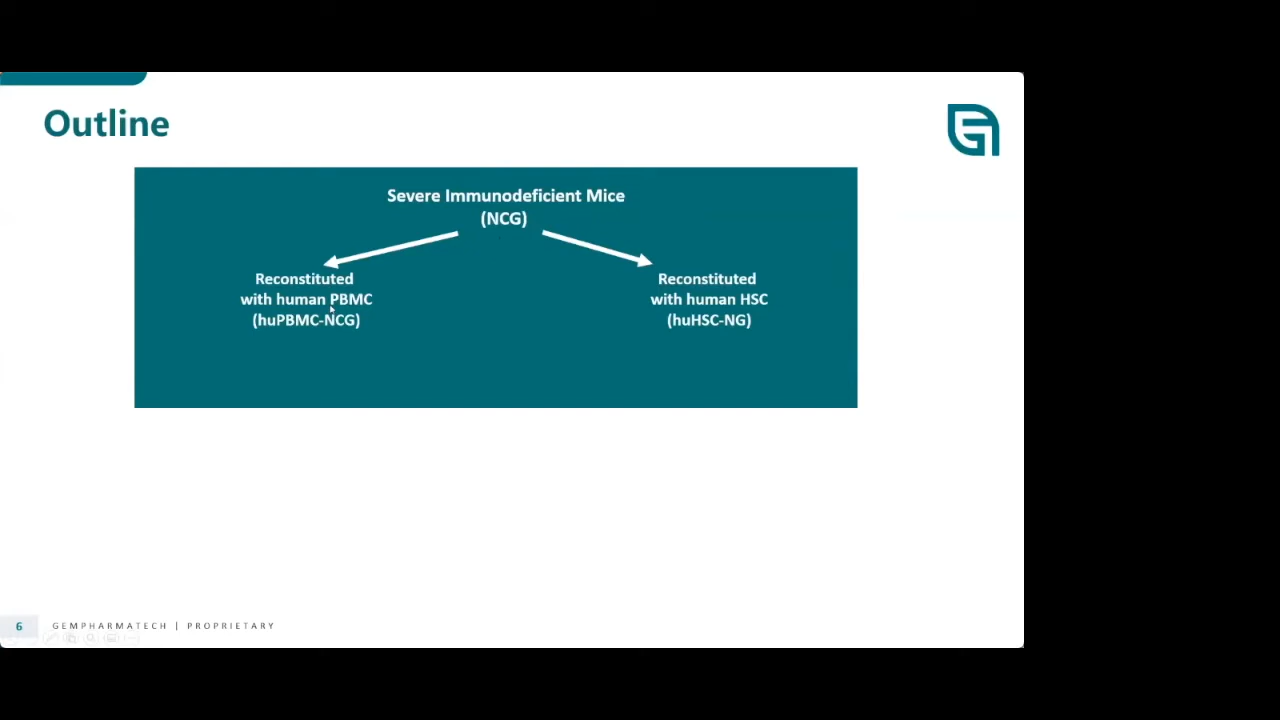 Outline
Severe Immunodeficient Mice
(NCG)
Reconstituted
with human PBMC
(huPBMC-NCG)
Reconstituted
with human HSC
(huHSC-NG)
6
GEMPHARMATECH | PROPRIETARY